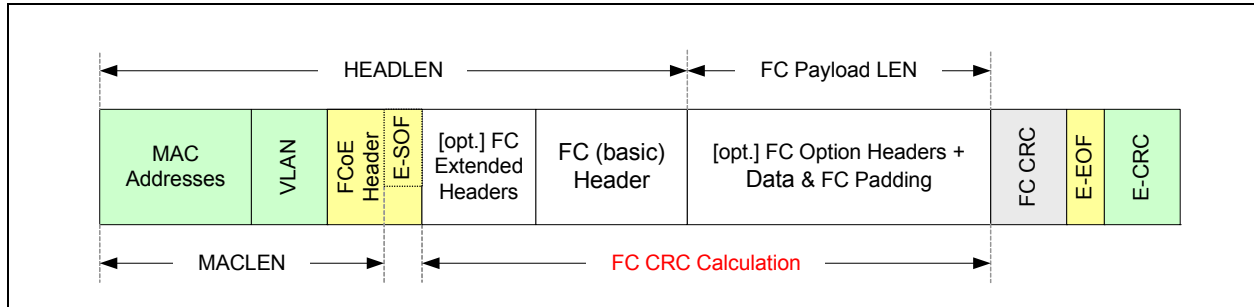 HEADLEN
FC Payload LEN
MAC
Addresses
VLAN
FCoE
Header
E-SOF
[opt.] FC
Extended
Headers
FC (basic)
Header
[opt.] FC Option Headers +
Data & FC Padding
FC CRC
E-EOF
E-CRC
MACLEN
FC CRC Calculation